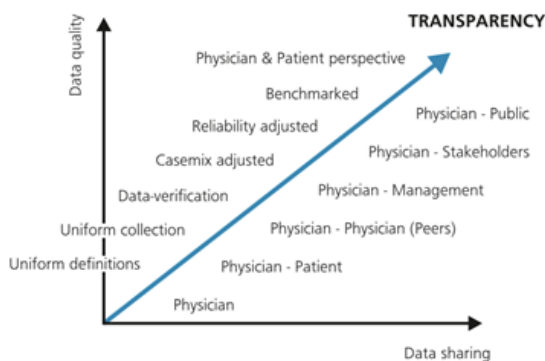 TRANSPARENCY
Data quality
Physician & Patient perspective
Benchmarked
Physician - Public
Reliability adjusted
Physician - Stakeholders
Casemix adjusted
Physician - Management
Data-verification
Uniform collection
Physician - Physician (Peers)
Uniform definitions
Physician - Patient
Physician
Data sharing